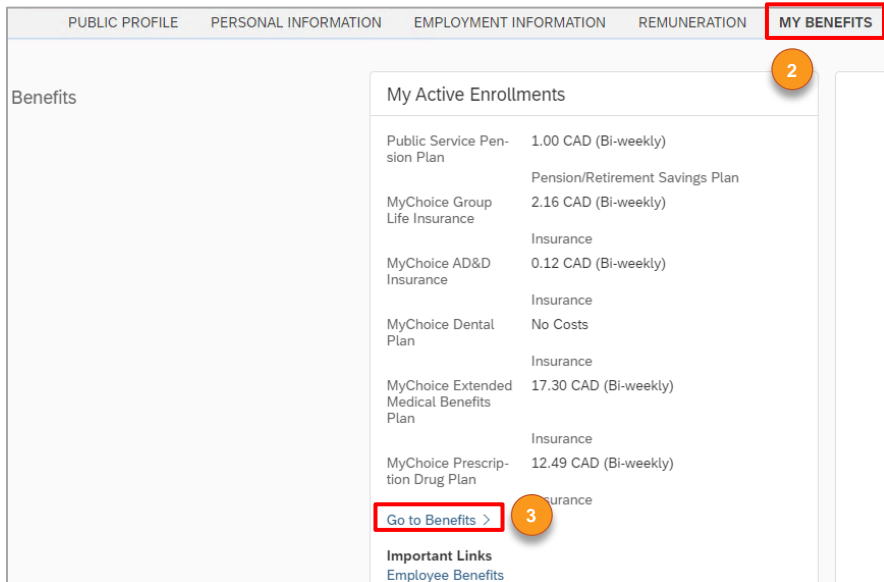 PUBLIC PROFILE PERSONAL INFORMATION EMPLOYMENT INFORMATION REMUNERATION MY BENEFITS
2
Benefits
My Active Enrollments
Public Service Pen- 1.00 CAD (Bi-weekly)
sion Plan
Pension/Retirement Savings Plan
MyChoice Group 2.16 CAD (Bi-weekly)
Life Insurance
Insurance
MyChoice AD&D 0.12 CAD (Bi-weekly)
Insurance
Insurance
MyChoice Dental No Costs
Plan
Insurance
MyChoice Extended 17.30 CAD (Bi-weekly)
Medical Benefits
Plan
Insurance
MyChoice Prescrip- 12.49 CAD (Bi-weekly)
tion Drug Plan
surance
Go to Benefits > 3
Important Links
Employee Benefits